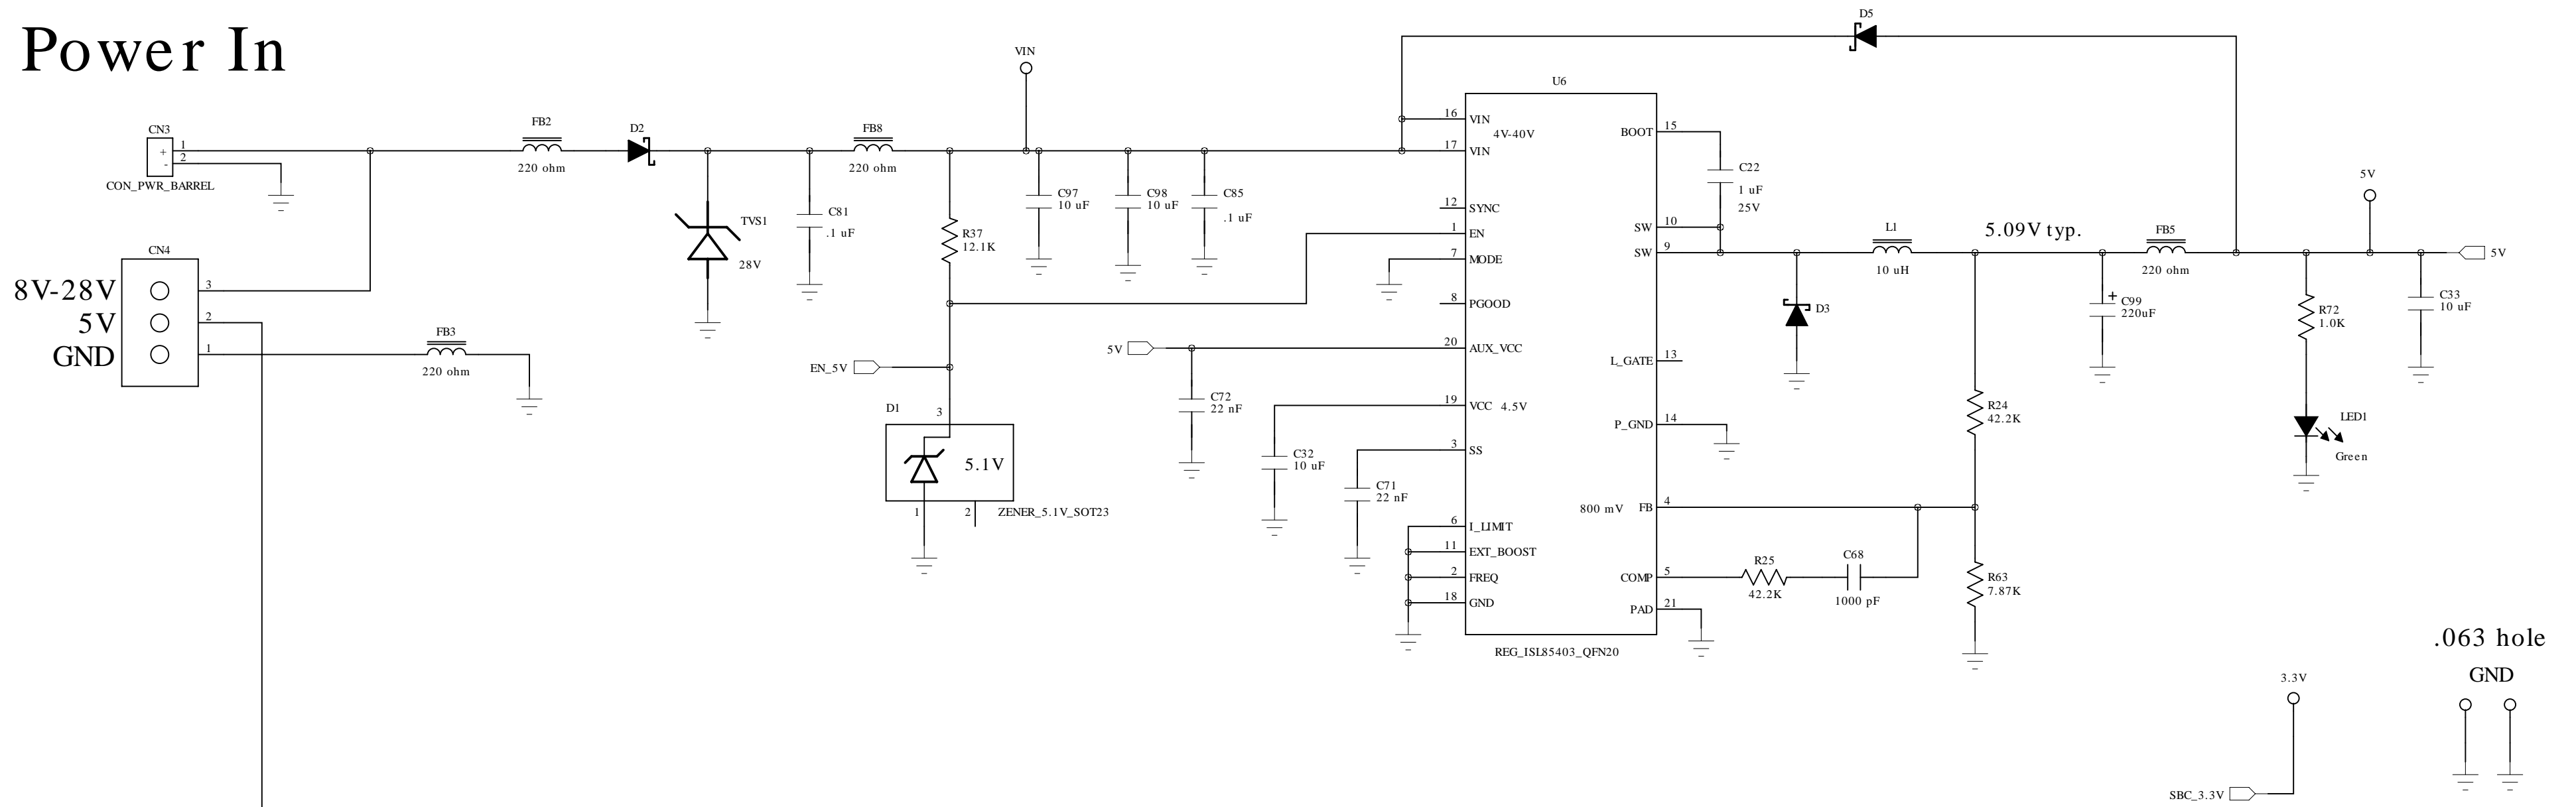 Power In
D5
VIN
U6
CN3
FB2
D2
FB8
+ 1
- 2
220 ohm
220 ohm
CON_PWR_BARREL
16 VIN
4V-40V
17 VIN
BOOT 15
C22
1 uF
25V
C97
10 uF
C98
10 uF
C85
.1 uF
5V
TVS1
28V
C81
.1 uF
R37
12.1K
12 SYNC
1 EN
7 MODE
8 PGOOD
SW 10
SW 9
L1
10 uH
5.09V typ.
FB5
220 ohm
5V
CN4
8V-28V 3
5V 2
GND 1
FB3
220 ohm
D3
+
C99
220uF
R72
1.0K
C33
10 uF
5V
20 AUX_VCC
L_GATE 13
EN_5V
C72
22 nF
19 VCC 4.5V
R24
42.2K
LED1
Green
D1
3
5.1V
1
2
ZENER_5.1V_SOT23
P_GND 14
3 SS
C32
10 uF
C71
22 nF
800 mV FB 4
6 I_LIMIT
11 EXT_BOOST
2 FREQ
18 GND
COMP 5
R25
42.2K
C68
1000 pF
R63
7.87K
PAD 21
REG_ISL85403_QFN20
.063 hole
GND
3.3V
SBC_3.3V